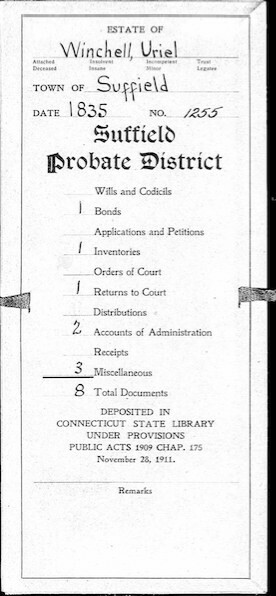 ESTATE OF
Winchell, Uriel
Attached Insolvent Incompetent Trust
Deceased Insane Minor Legatee
TOWN OF Suffield
DATE 1835 NO. 1255
Suffield
Probate District
Wills and Codicils
1 Bonds
Applications and Petitions
1 Inventories
Orders of Court
1 Returns to Court
Distributions
2 Accounts of Administration
Receipts
3 Miscellaneous
8 Total Documents
DEPOSITED IN
CONNECTICUT STATE LIBRARY
UNDER PROVISIONS
PUBLIC ACTS 1909 CHAP. 175
November 28, 1911.
Remarks